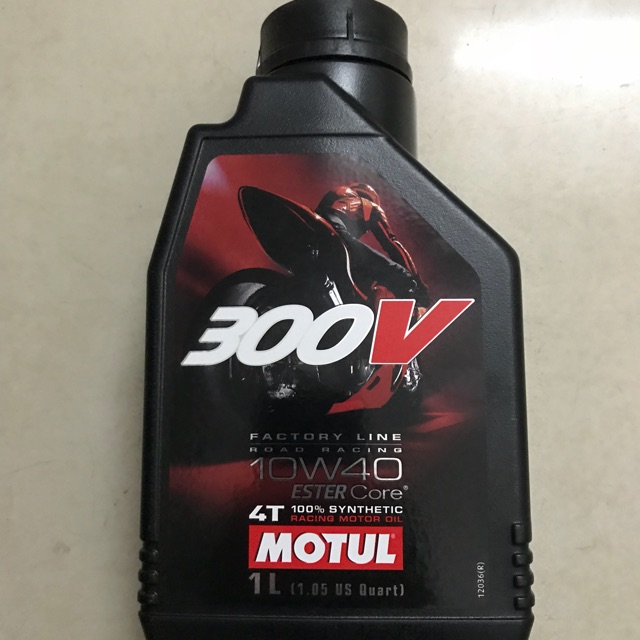 300V
FACTORY LINE
ROAD RACING
10W40
ESTER Core®
4T 100% SYNTHETIC
RACING MOTOR OIL
MOTUL
1L (1.05 US Quart)
12036(R)